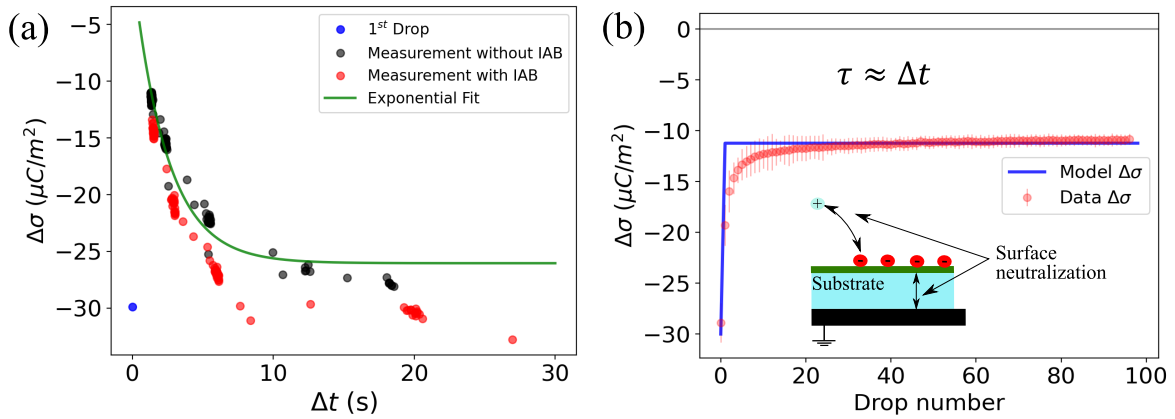 (a)
−5
−10
−15
−20
−25
−30
Δσ (μC/m²)
1st Drop
Measurement without IAB
Measurement with IAB
Exponential Fit
0
10
20
30
Δt (s)
(b)
0
−5
−10
−15
−20
−25
−30
Δσ (μC/m²)
τ ≈ Δt
Model Δσ
Data Δσ
+
Surface
neutralization
- - - -
Substrate
0
20
40
60
80
100
Drop number